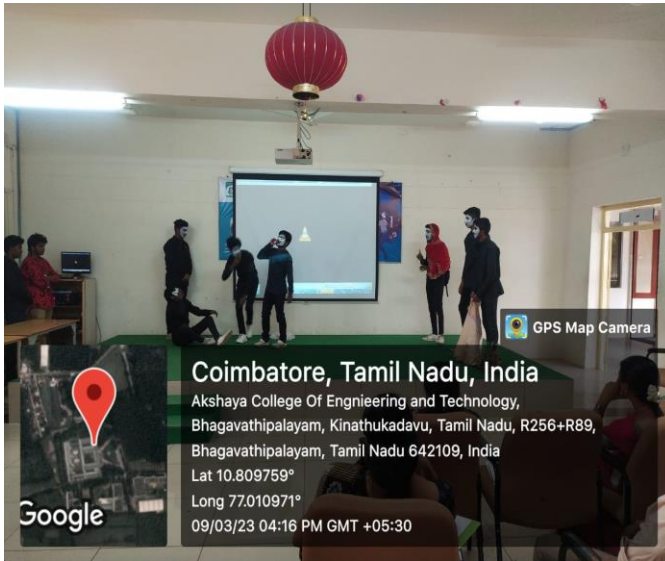 GPS Map Camera
Coimbatore, Tamil Nadu, India
Akshaya College Of Engnieering and Technology,
Bhagavathipalayam, Kinathukadavu, Tamil Nadu, R256+R89,
Bhagavathipalayam, Tamil Nadu 642109, India
Lat 10.809759°
Long 77.010971°
09/03/23 04:16 PM GMT +05:30
Google